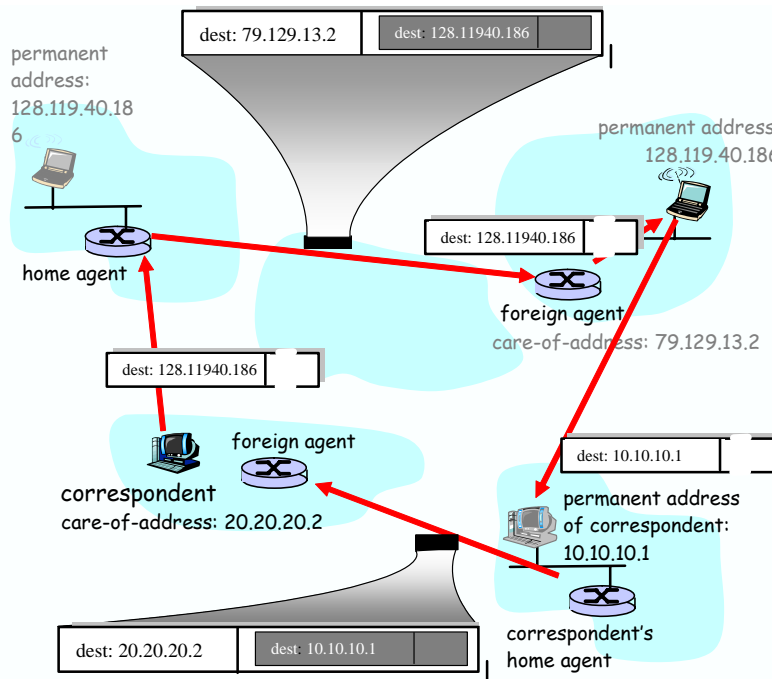 dest: 79.129.13.2
dest: 128.11940.186
permanent
address:
128.119.40.18
6
permanent address
128.119.40.186
dest: 128.11940.186
home agent
foreign agent
care-of-address: 79.129.13.2
dest: 128.11940.186
foreign agent
correspondent
care-of-address: 20.20.20.2
dest: 10.10.10.1
permanent address
of correspondent:
10.10.10.1
correspondent's
home agent
dest: 20.20.20.2
dest: 10.10.10.1